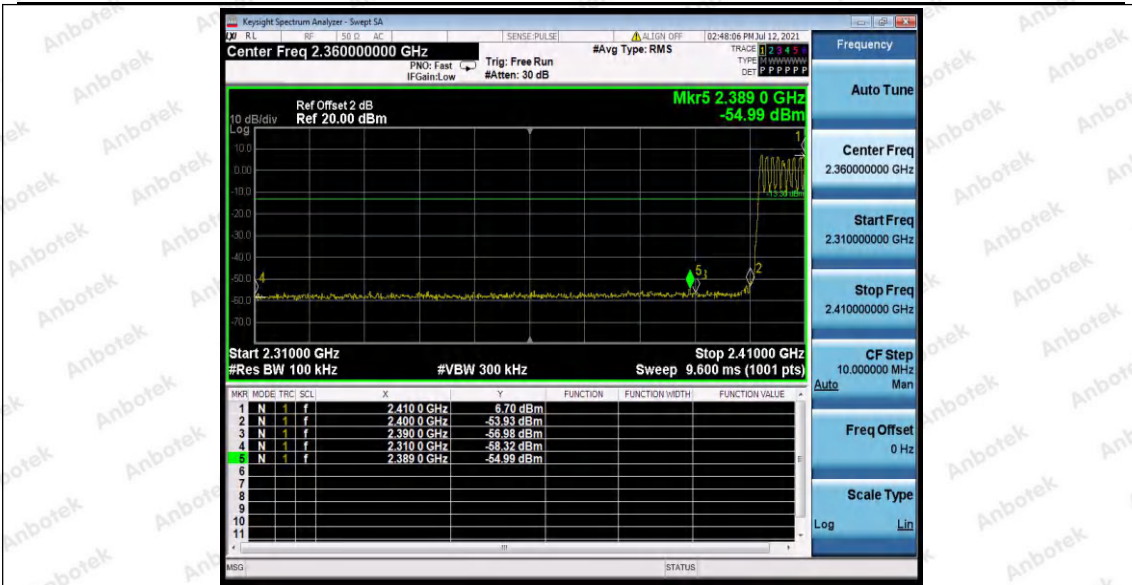 Keysight Spectrum Analyzer - Swept SA
RL RF 50 Ω AC SENSE:PULSE ALIGN OFF 02:48:06 PM Jul 12, 2021
Center Freq 2.360000000 GHz #Avg Type: RMS TRACE 1 2 3 4 5 6
PNO: Fast Trig: Free Run TYPE M WWWWW
IFGain:Low #Atten: 30 dB DET P P P P P P
Mkr5 2.389 0 GHz
-54.99 dBm
Ref Offset 2 dB
10 dB/div Ref 20.00 dBm
Log
10.0
0.00
-10.0
-20.0
-30.0
-40.0
-50.0
-60.0
-70.0
1
2
3
4
5
Start 2.31000 GHz Stop 2.41000 GHz
#Res BW 100 kHz #VBW 300 kHz Sweep 9.600 ms (1001 pts)
MKR MODE TRC SCL X Y FUNCTION FUNCTION WIDTH FUNCTION VALUE
1 N 1 f 2.410 0 GHz 6.70 dBm
2 N 1 f 2.400 0 GHz -53.93 dBm
3 N 1 f 2.390 0 GHz -56.98 dBm
4 N 1 f 2.310 0 GHz -58.32 dBm
5 N 1 f 2.389 0 GHz -54.99 dBm
6
7
8
9
10
11
MSG STATUS
Frequency
Auto Tune
Center Freq
2.360000000 GHz
Start Freq
2.310000000 GHz
Stop Freq
2.410000000 GHz
CF Step
10.000000 MHz
Auto Man
Freq Offset
0 Hz
Scale Type
Log Lin
Anbotek